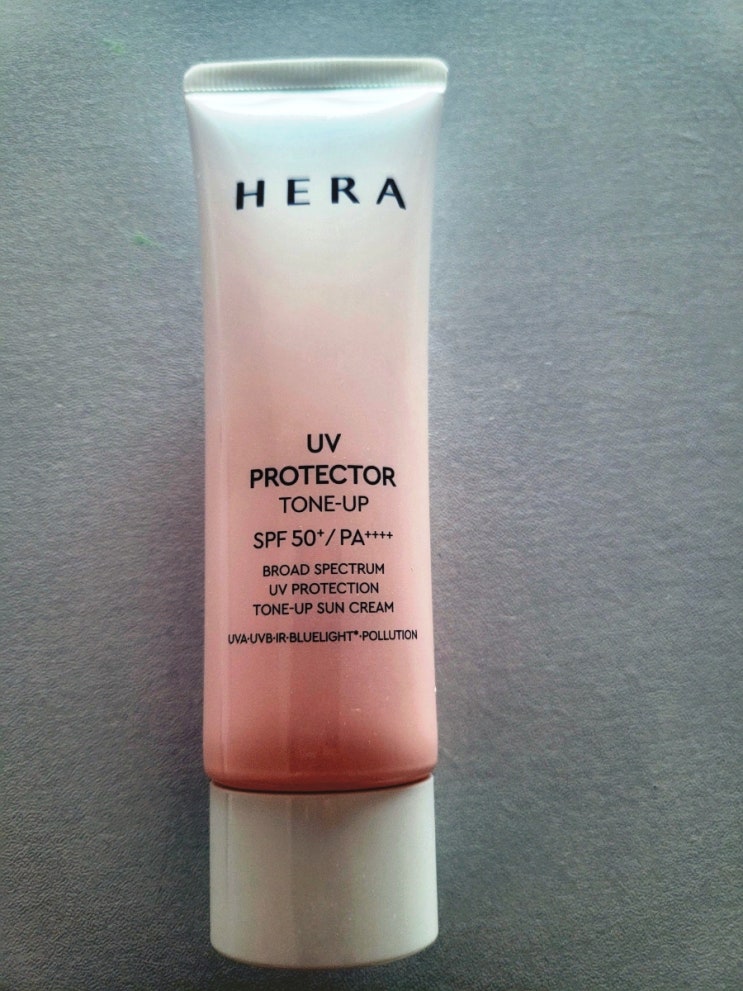 HERA
UV
PROTECTOR
TONE-UP
SPF 50⁺/ PA⁺⁺⁺⁺
BROAD SPECTRUM
UV PROTECTION
TONE-UP SUN CREAM
UVA·UVB·IR·BLUELIGHT*·POLLUTION